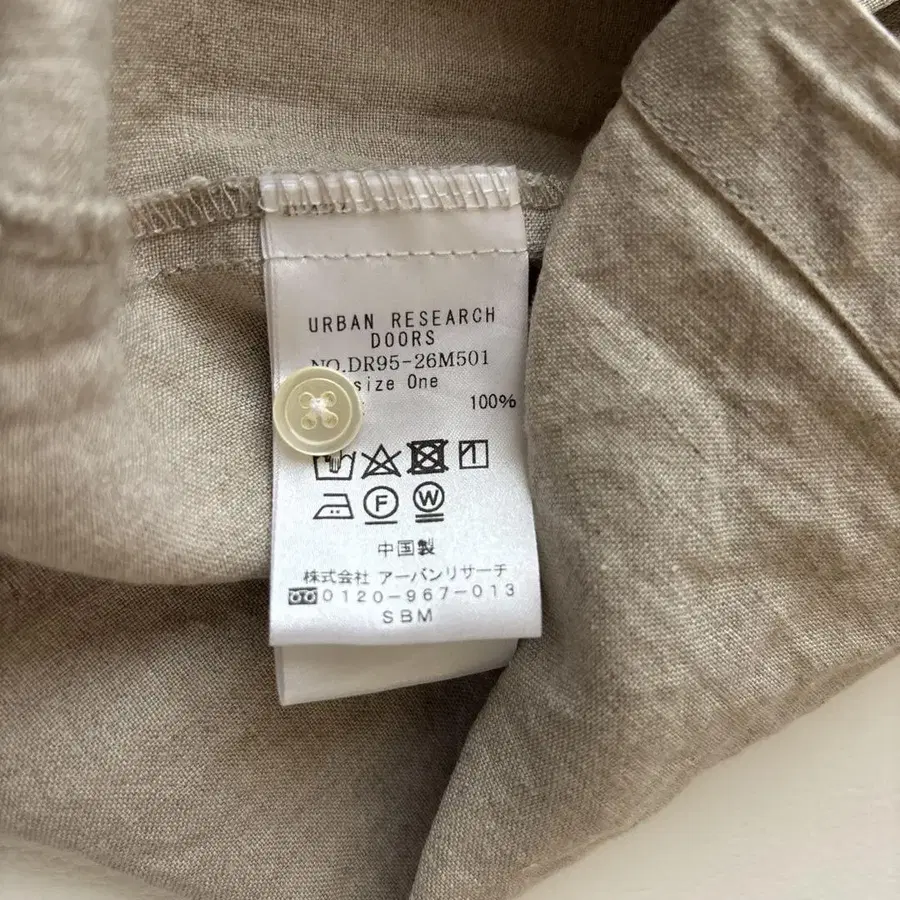 URBAN RESEARCH
DOORS
NO.DR95-26M501
size One
100%
F
W
中国製
株式会社 アーバンリサーチ
0120-967-013
SBM